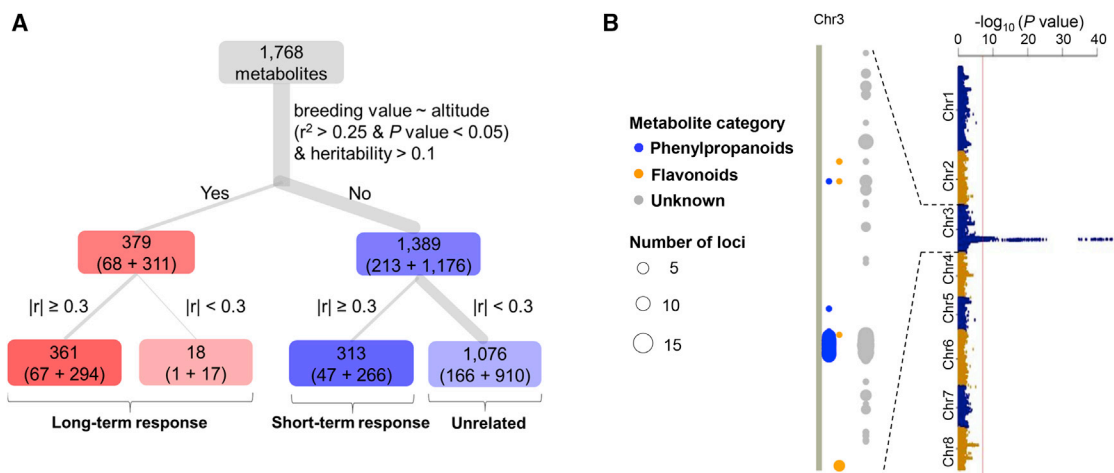 A
1,768
metabolites
breeding value ~ altitude
(r² > 0.25 & P value < 0.05)
& heritability > 0.1
Yes
No
379
(68 + 311)
1,389
(213 + 1,176)
|r| ≥ 0.3
|r| < 0.3
|r| ≥ 0.3
|r| < 0.3
361
(67 + 294)
18
(1 + 17)
313
(47 + 266)
1,076
(166 + 910)
Long-term response
Short-term response
Unrelated
B
Metabolite category
Phenylpropanoids
Flavonoids
Unknown
Number of loci
5
10
15
Chr3
-log₁₀ (P value)
0 10 20 30 40
Chr1
Chr2
Chr3
Chr4
Chr5
Chr6
Chr7
Chr8